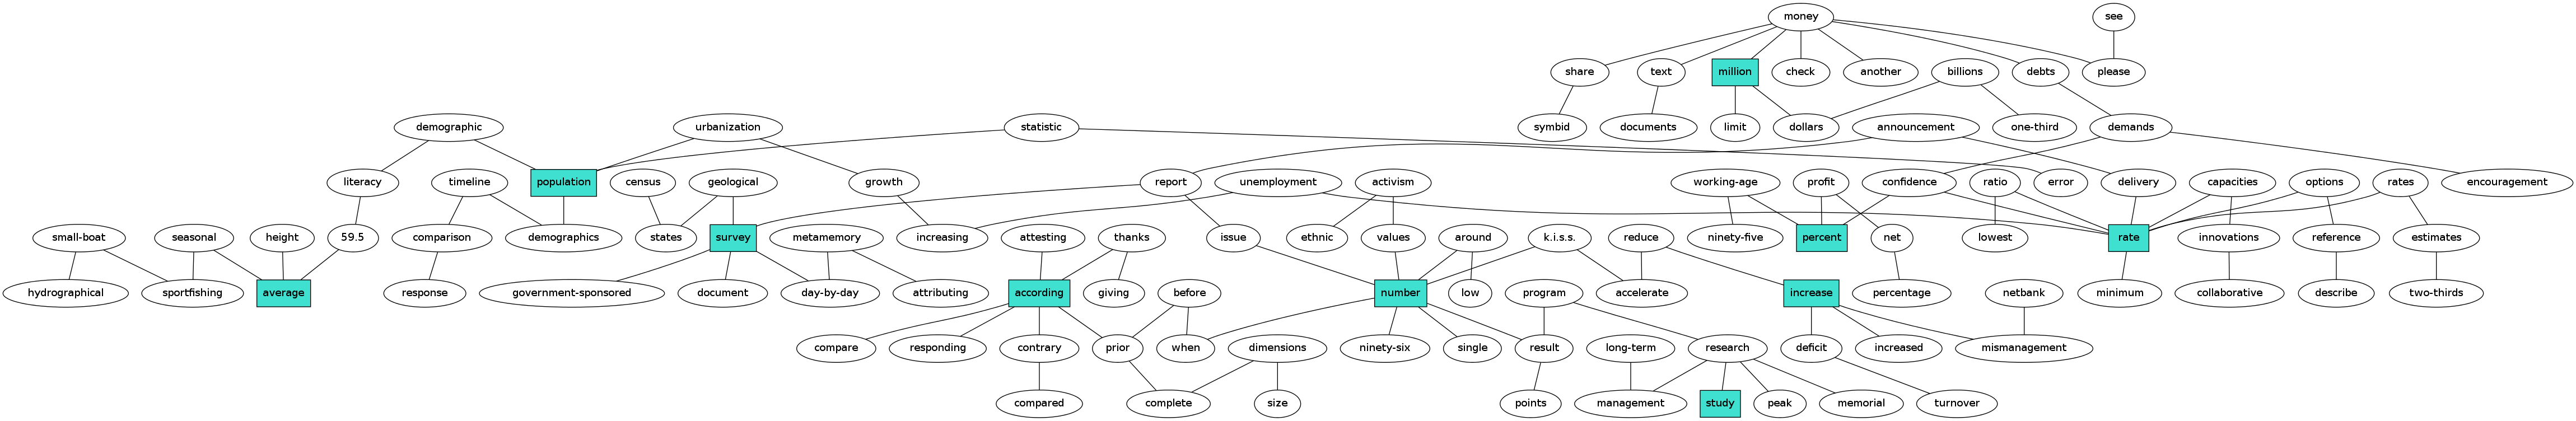 money see
share text million check another billions debts please
symbid documents limit dollars announcement one-third demands
demographic urbanization statistic
literacy timeline population census geological growth report unemployment activism working-age profit confidence ratio error delivery capacities options rates encouragement
small-boat seasonal height 59.5 comparison demographics states survey metamemory increasing attesting thanks issue ethnic values around k.i.s.s. reduce ninety-five percent net lowest rate innovations reference estimates
hydrographical sportfishing average response government-sponsored document day-by-day attributing according giving before number low program accelerate increase percentage netbank minimum collaborative describe two-thirds
compare responding contrary prior when dimensions ninety-six single result long-term research deficit increased mismanagement
compared complete size points management study peak memorial turnover